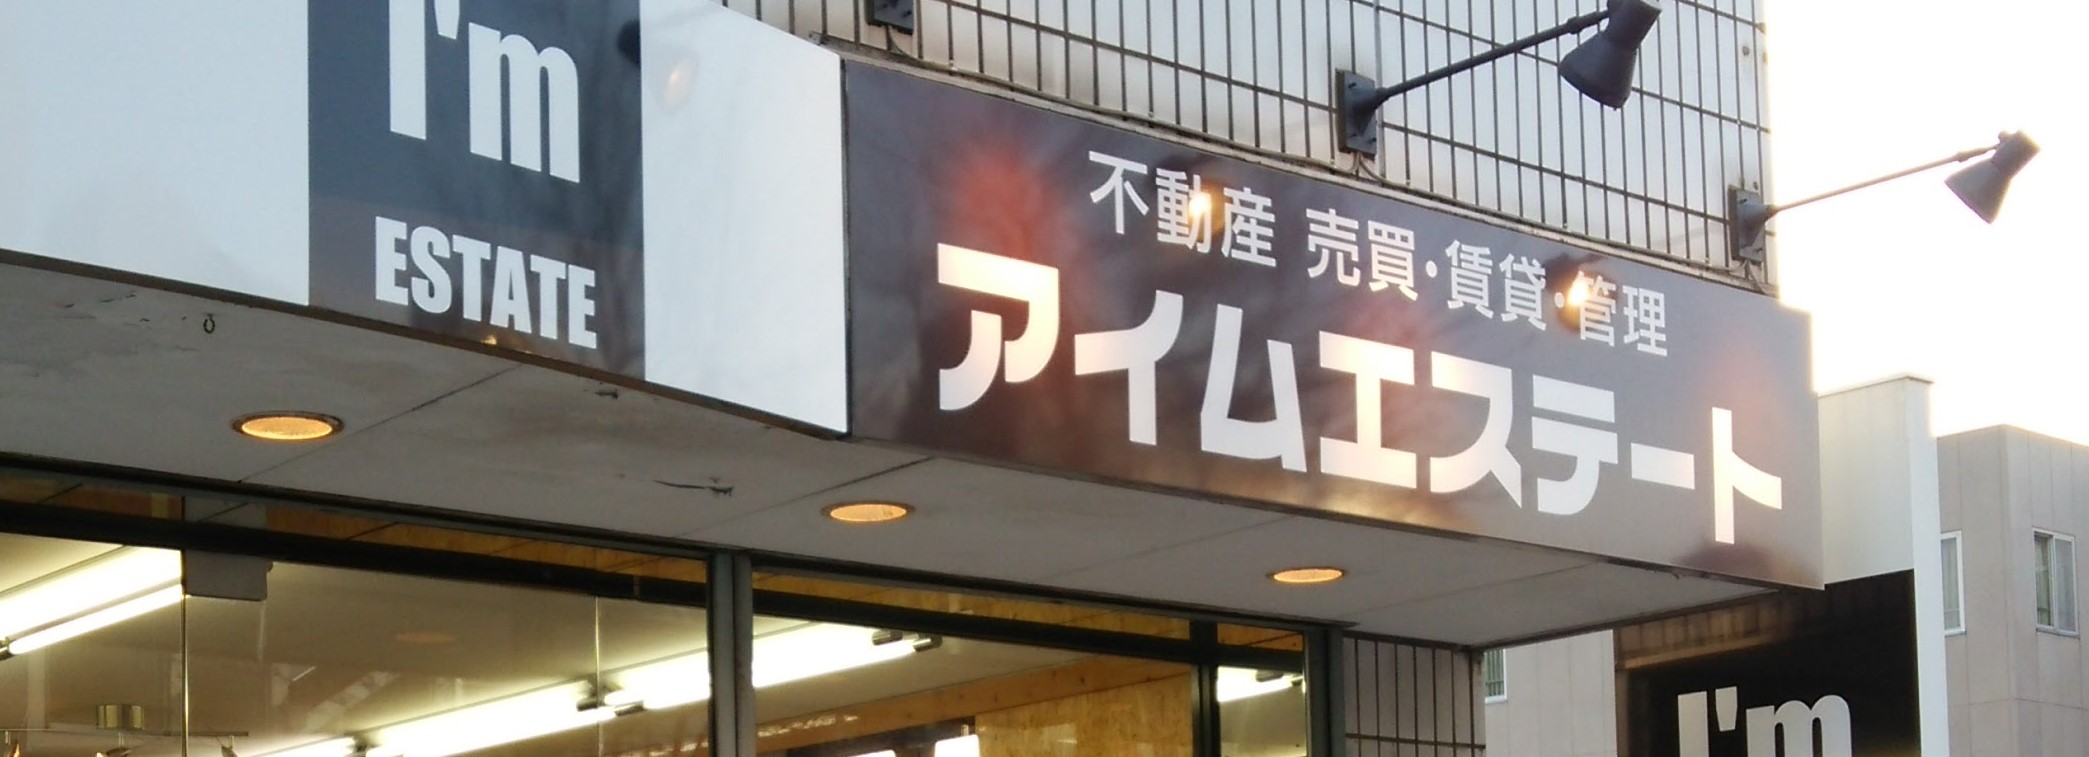 I'm
ESTATE
不動産 売買・賃貸・管理
アイムエステート
I'm